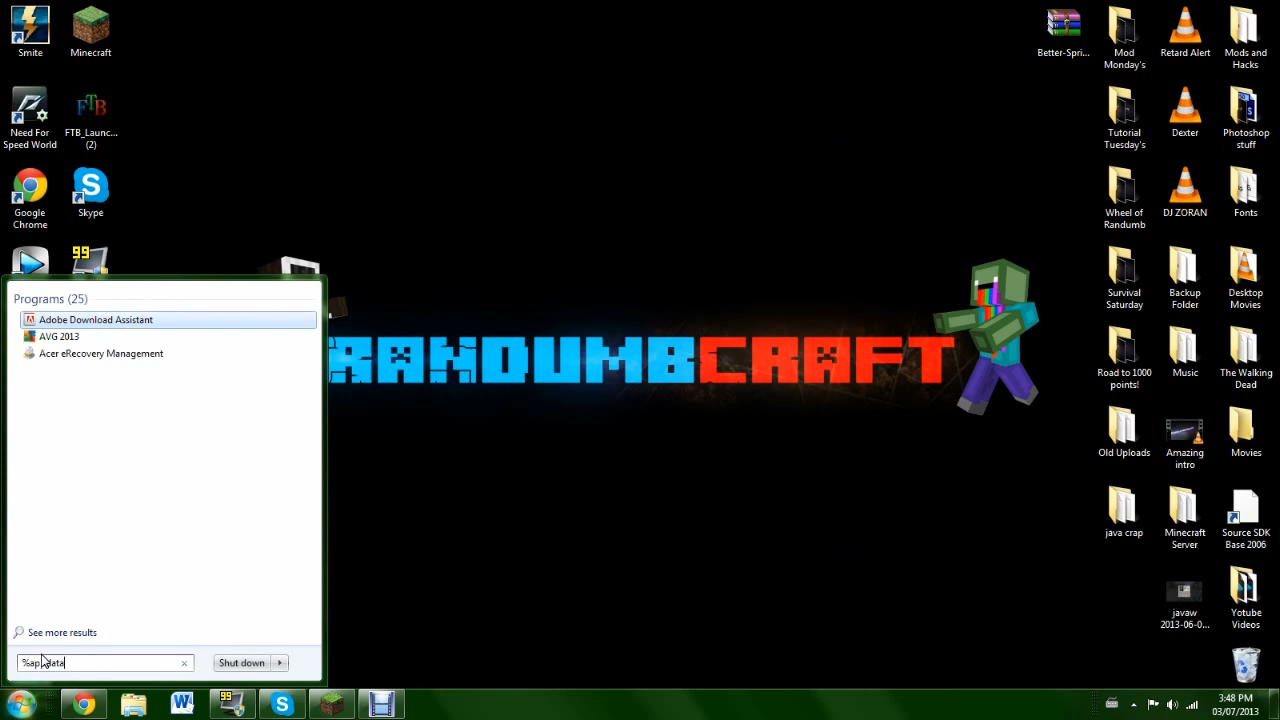 Smite
Minecraft
Need For
Speed World
FTB_Launc...
(2)
Google
Chrome
Skype
99
Programs (25)
Adobe Download Assistant
AVG 2013
Acer eRecovery Management
See more results
Shut down
RANDUMBCRAFT
Better-Spri...
Mod
Monday's
Retard Alert
Mods and
Hacks
Tutorial
Tuesday's
Dexter
Photoshop
stuff
Wheel of
Randumb
DJ ZORAN
Fonts
Survival
Saturday
Backup
Folder
Desktop
Movies
Road to 1000
points!
Music
The Walking
Dead
Old Uploads
Amazing
intro
Movies
java crap
Minecraft
Server
Source SDK
Base 2006
javaw
2013-06-0...
Yotube
Videos
99
3:48 PM
03/07/2013